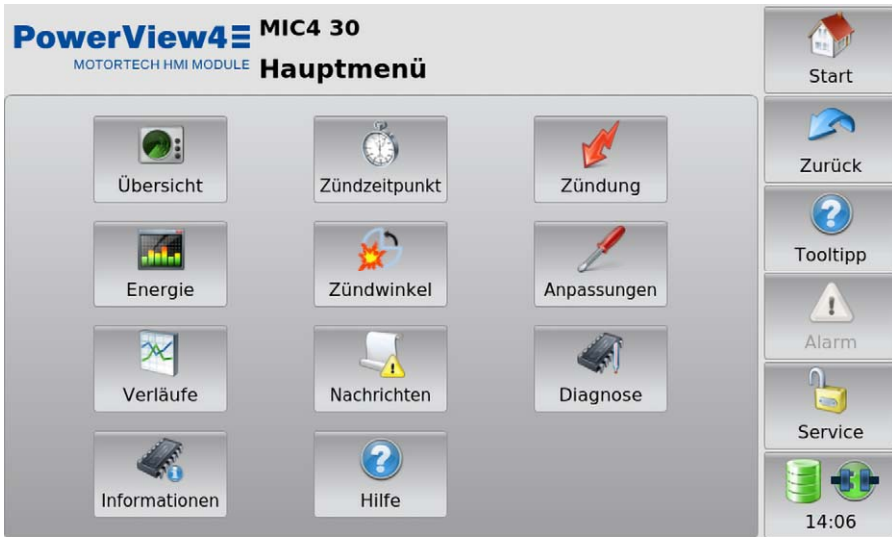 PowerView4
MOTORTECH HMI MODULE
MIC4 30
Hauptmenü
Übersicht
Zündzeitpunkt
Zündung
Energie
Zündwinkel
Anpassungen
Verläufe
Nachrichten
Diagnose
Informationen
Hilfe
Start
Zurück
Tooltipp
Alarm
Service
14:06